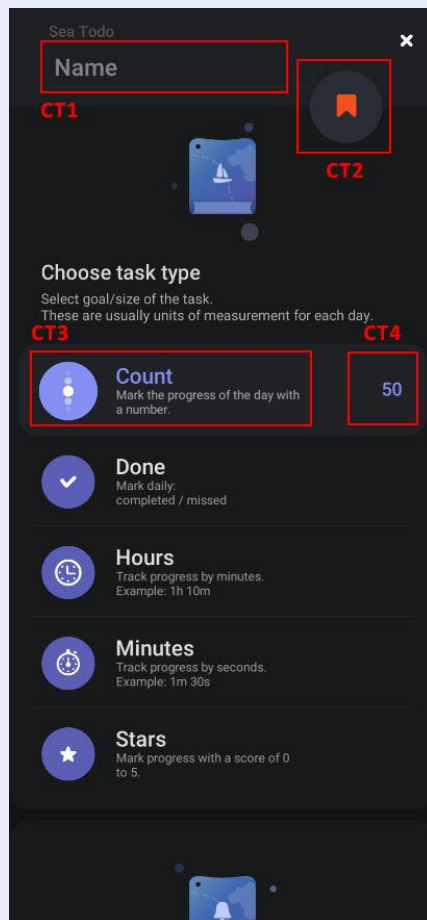 Sea Todo
Name
CT1
CT2
Choose task type
Select goal/size of the task.
These are usually units of measurement for each day.
CT3
CT4
Count
Mark the progress of the day with
a number.
50
Done
Mark daily:
completed / missed
Hours
Track progress by minutes.
Example: 1h 10m
Minutes
Track progress by seconds.
Example: 1m 30s
Stars
Mark progress with a score of 0
to 5.